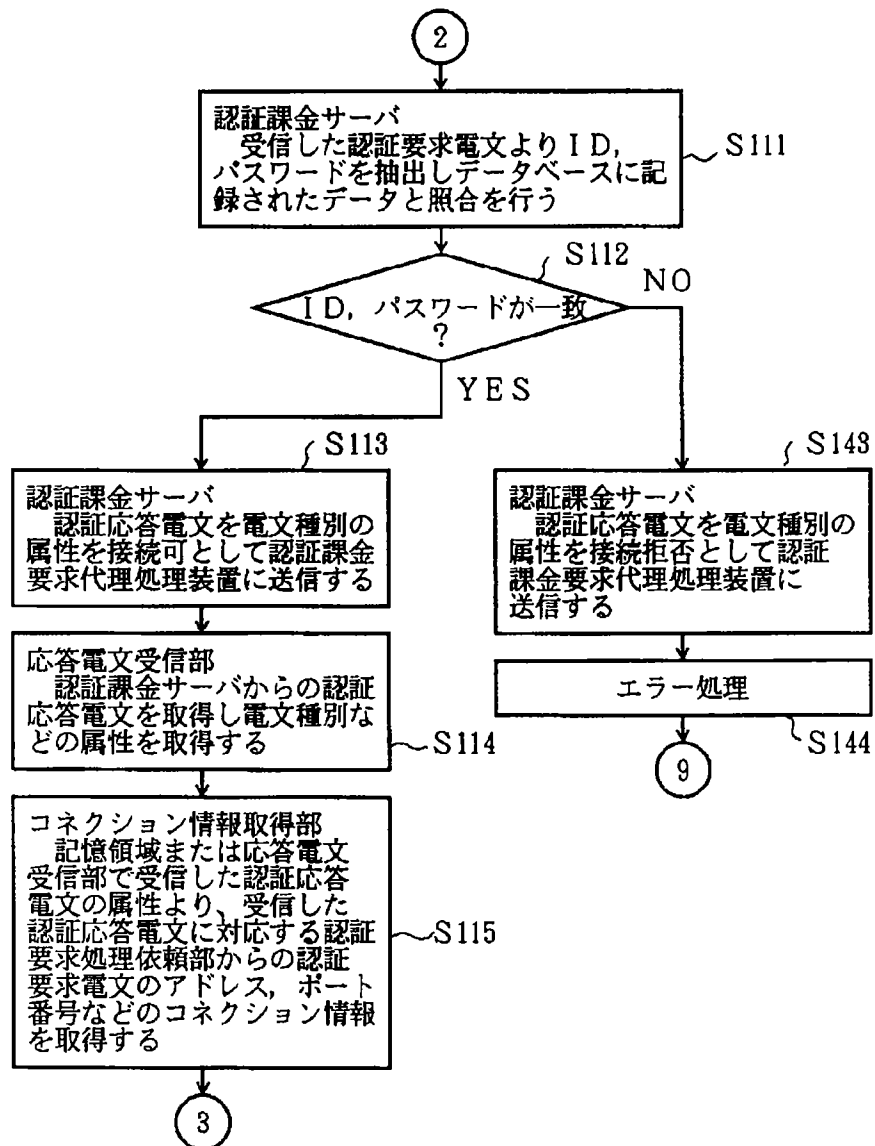 2
認証課金サーバ
受信した認証要求電文よりＩＤ，
パスワードを抽出しデータベースに記
録されたデータと照合を行う
S111
S112
ＩＤ，パスワードが一致
？
NO
YES
S113
認証課金サーバ
認証応答電文を電文種別の
属性を接続可として認証課金
要求代理処理装置に送信する
S143
認証課金サーバ
認証応答電文を電文種別の
属性を接続拒否として認証
課金要求代理処理装置に
送信する
応答電文受信部
認証課金サーバからの認証
応答電文を取得し電文種別な
どの属性を取得する
S114
エラー処理
S144
9
コネクション情報取得部
記憶領域または応答電文
受信部で受信した認証応答
電文の属性より、受信した
認証応答電文に対応する認証
要求処理依頼部からの認証
要求電文のアドレス，ポート
番号などのコネクション情報
を取得する
S115
3